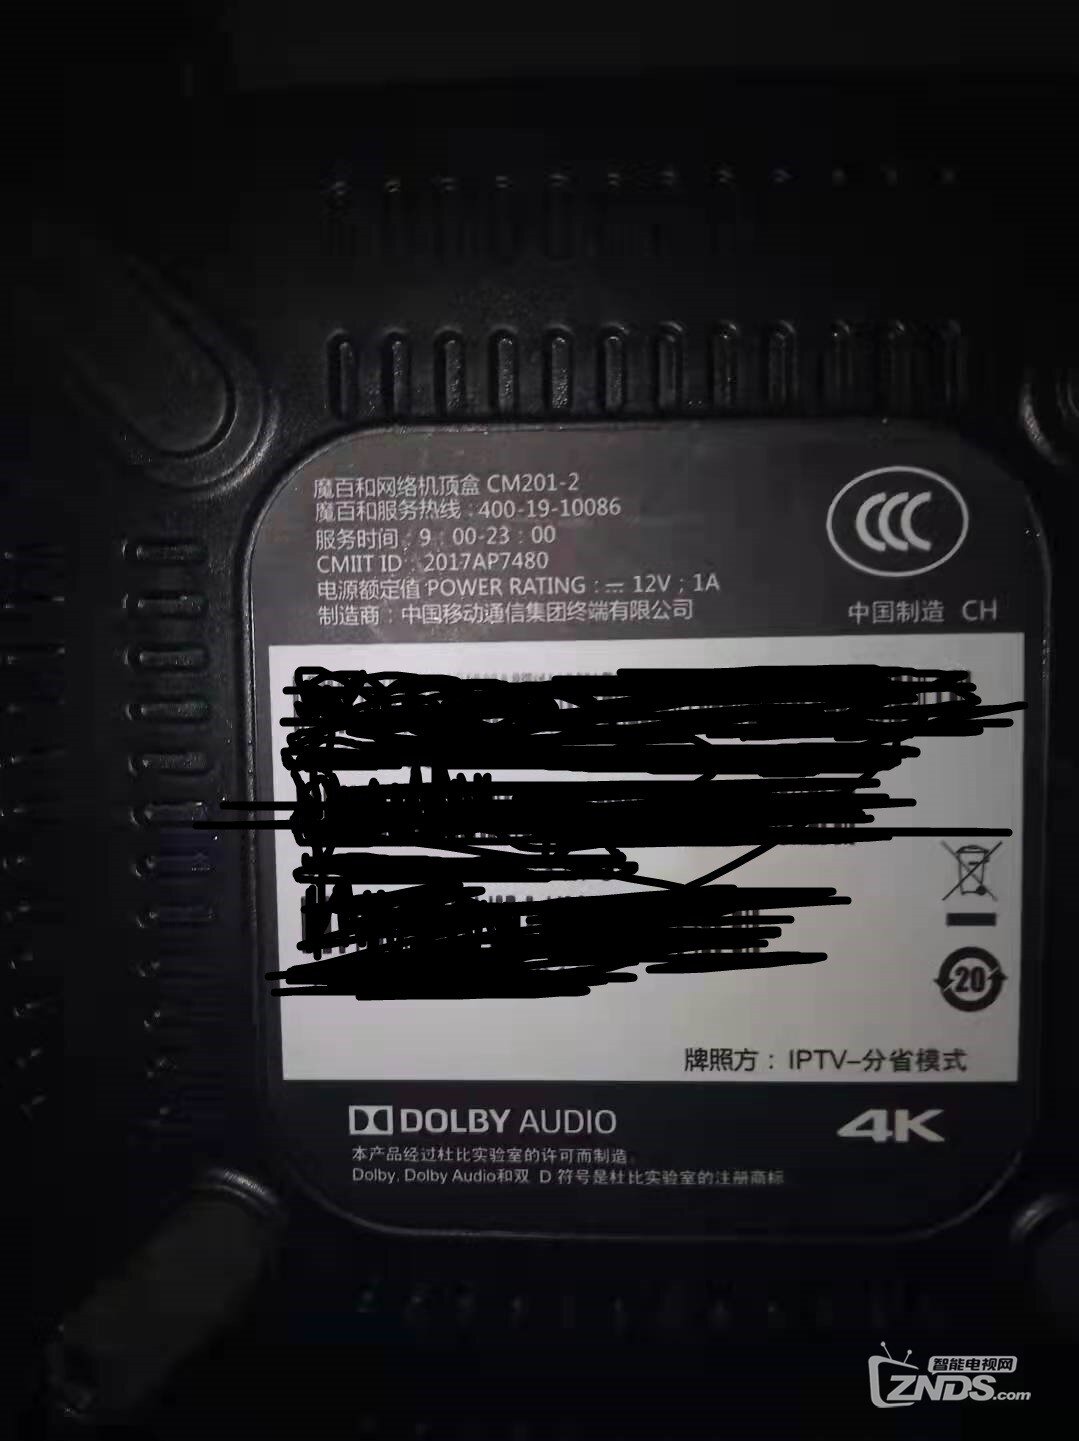 魔百和网络机顶盒 CM201-2
魔百和服务热线：400-19-10086
服务时间：9：00-23：00
CMIIT ID：2017AP7480
电源额定值 POWER RATING：⎓ 12V；1A
制造商：中国移动通信集团终端有限公司
CCC
中国制造 CH
20
牌照方：IPTV-分省模式
DOLBY AUDIO
4K
本产品经过杜比实验室的许可而制造。
Dolby, Dolby Audio和双 D 符号是杜比实验室的注册商标
智能电视网
ZNDS.com